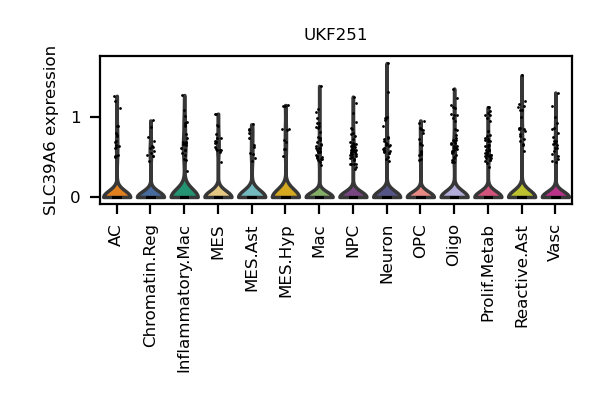 UKF251
SLC39A6 expression
1
0
AC
Chromatin.Reg
Inflammatory.Mac
MES
MES.Ast
MES.Hyp
Mac
NPC
Neuron
OPC
Oligo
Prolif.Metab
Reactive.Ast
Vasc